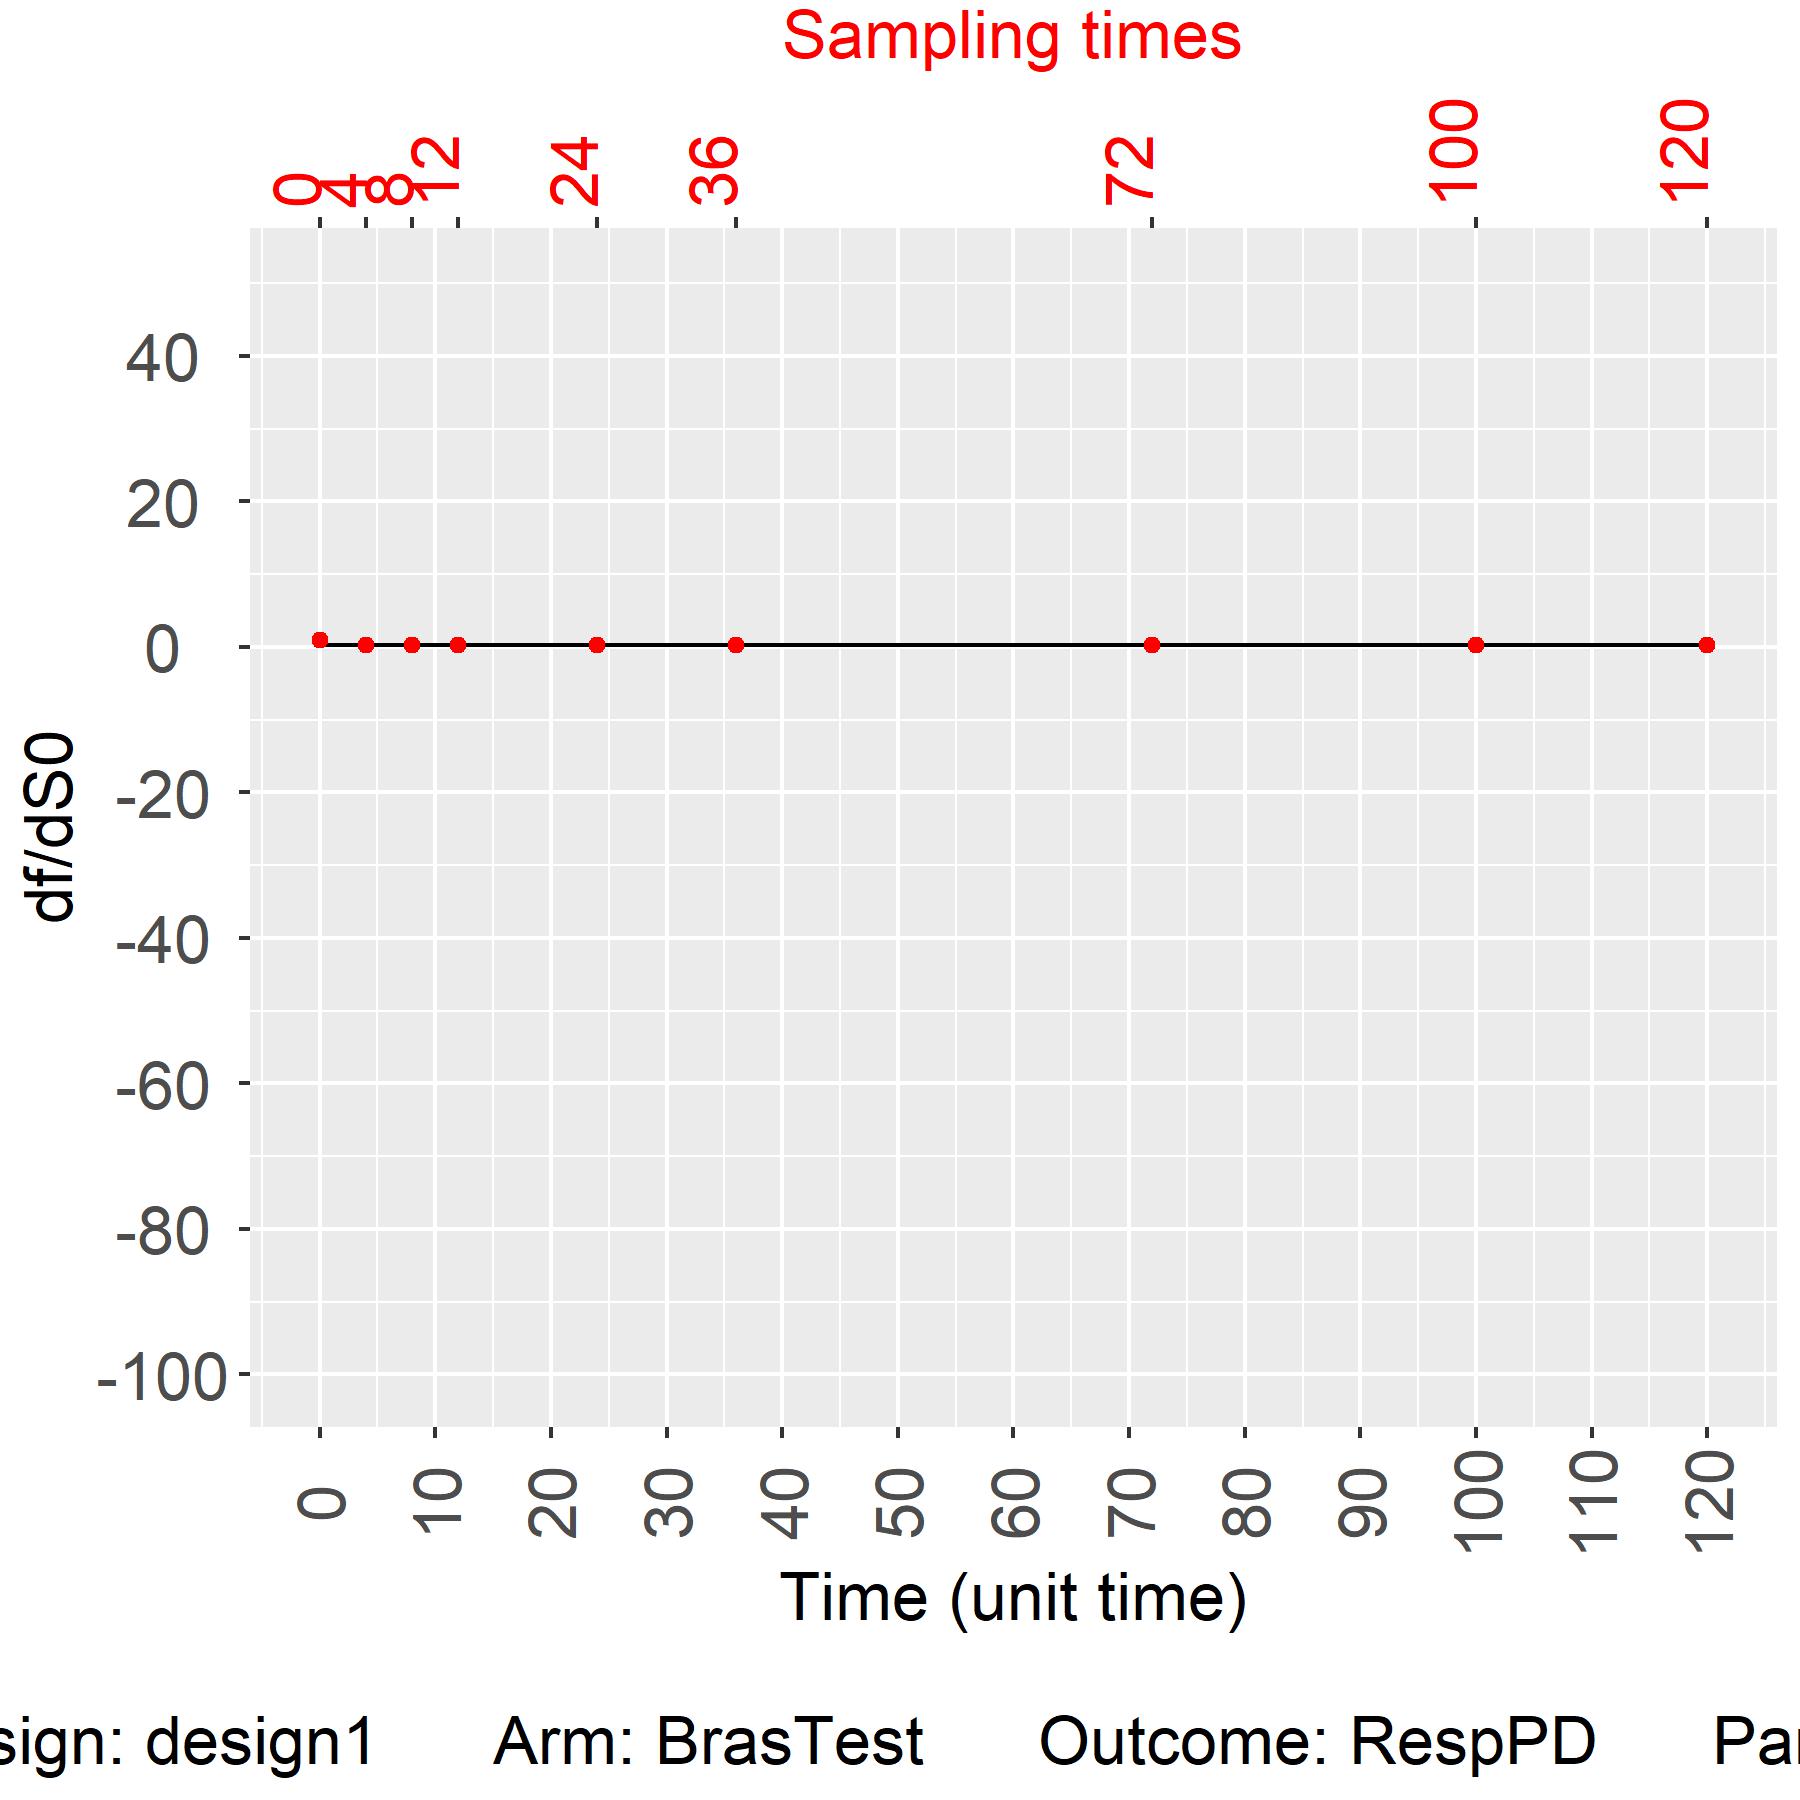 Sampling times
0 4 8 12 24 36 72 100 120
40
20
0
-20
-40
-60
-80
-100
df/dS0
0 10 20 30 40 50 60 70 80 90 100 110 120
Time (unit time)
sign: design1 Arm: BrasTest Outcome: RespPD Par